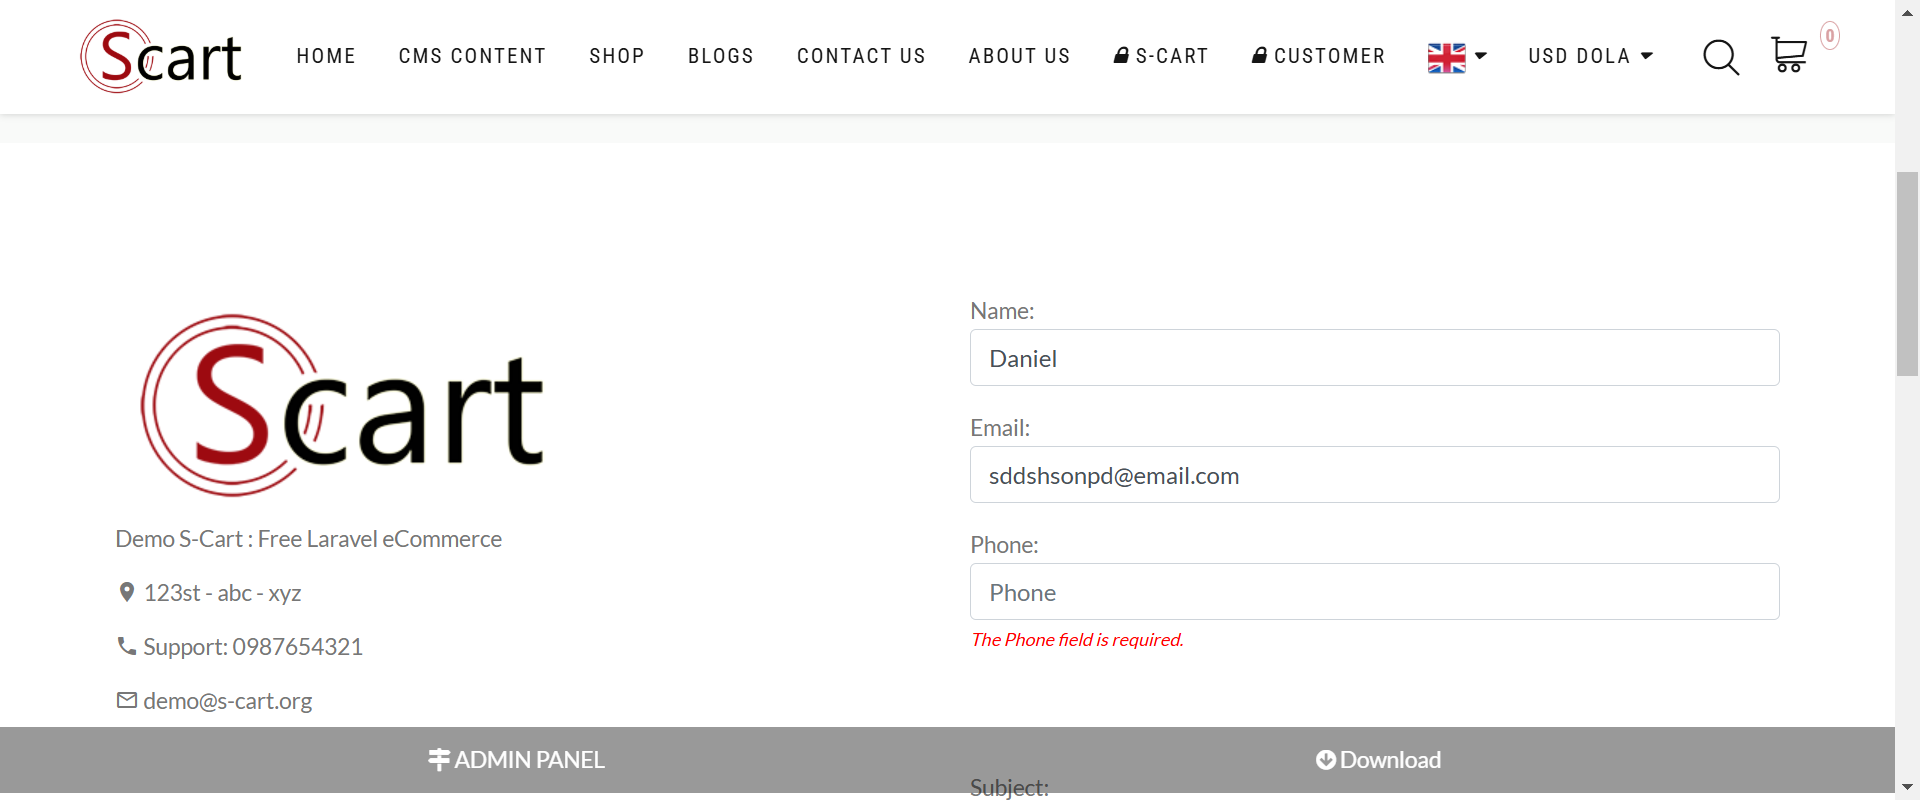 Scart
HOME
CMS CONTENT
SHOP
BLOGS
CONTACT US
ABOUT US
S-CART
CUSTOMER
USD DOLA
0
Scart
Demo S-Cart : Free Laravel eCommerce
123st - abc - xyz
Support: 0987654321
demo@s-cart.org
Name:
Daniel
Email:
sddshsonpd@email.com
Phone:
Phone
The Phone field is required.
ADMIN PANEL
Download
Subject: